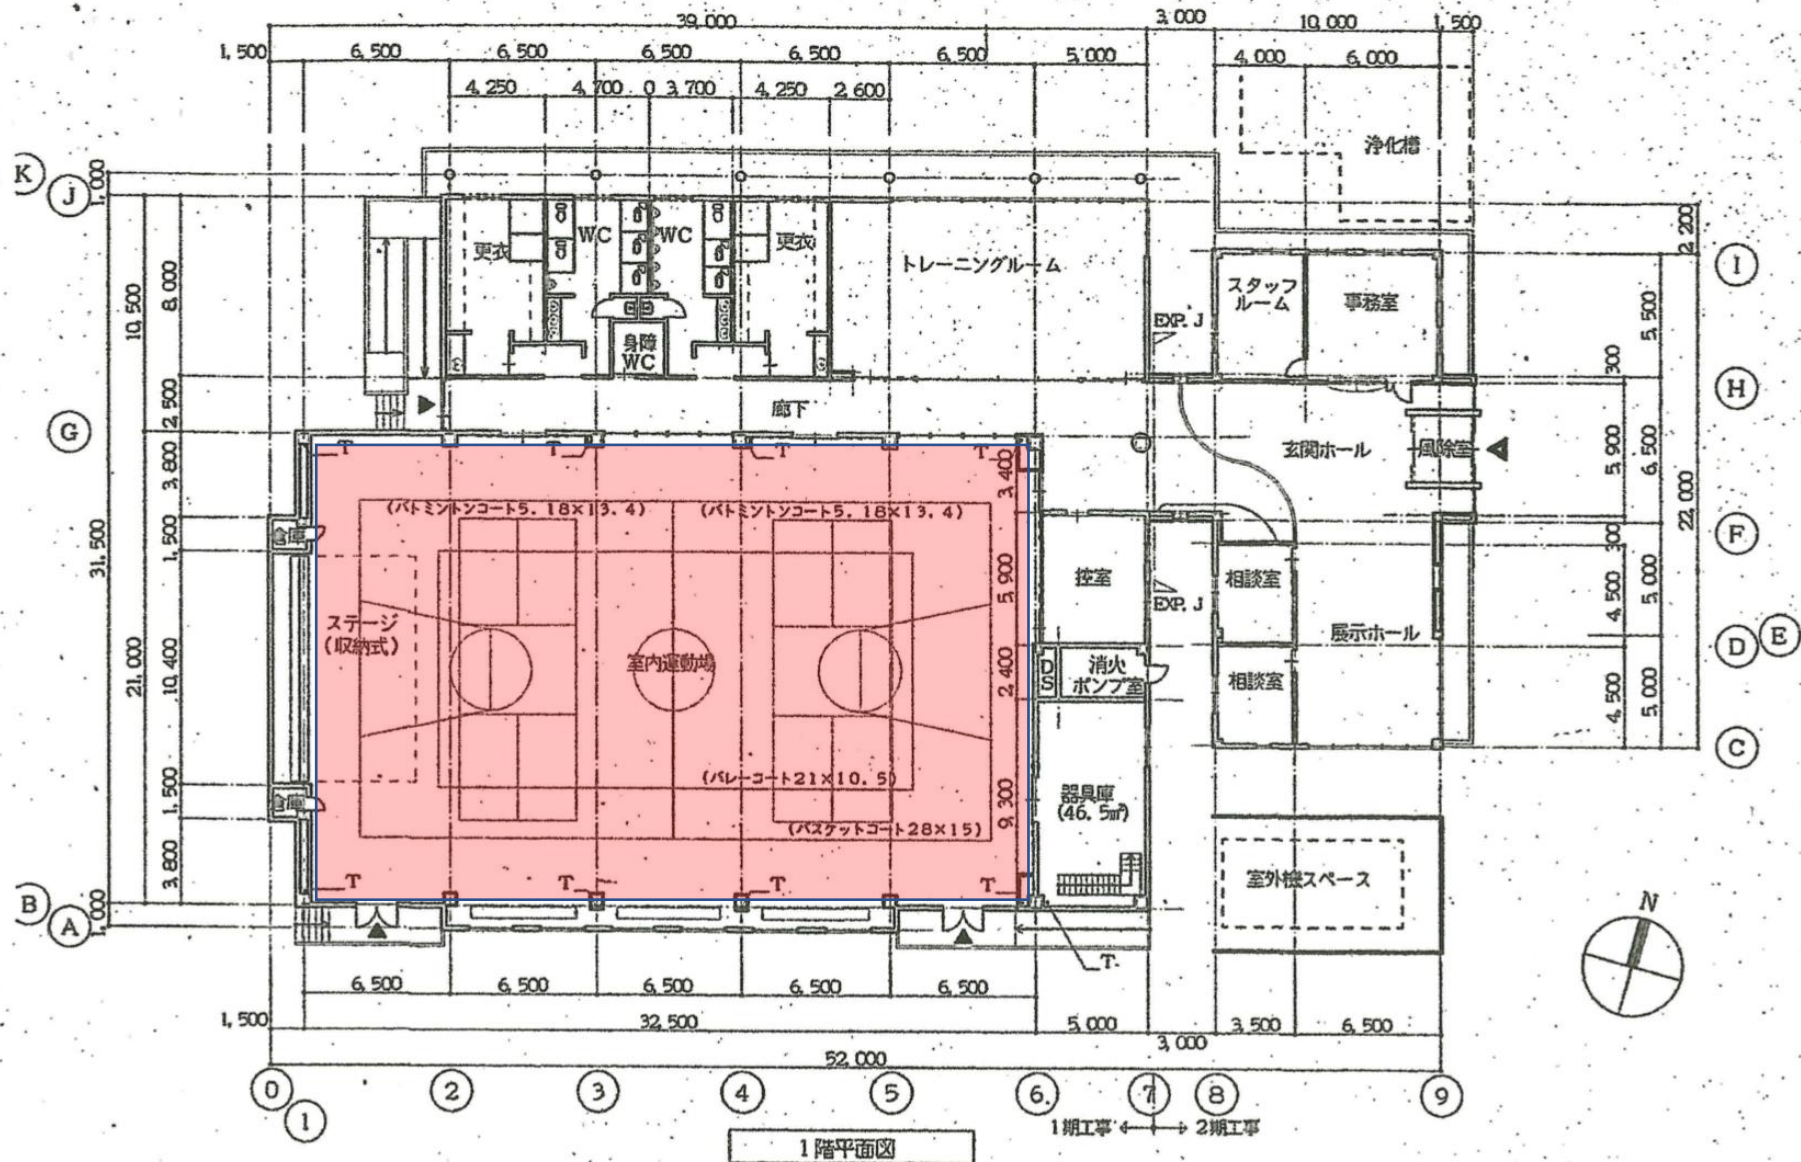 39,000
3,000
10,000
1,500
1,500
6,500
6,500
6,500
6,500
6,500
5,000
4,000
6,000
4,250
4,700
0
3,700
4,250
2,600
浄化槽
K
J
1,000
2,200
I
更衣
WC
WC
更衣
トレーニングルーム
スタッフ
ルーム
事務室
EXP. J
身障
WC
10,500
8,000
5,500
300
H
2,500
廊下
G
T
T
T
T
3,800
3,400
玄関ホール
風除室
5,900
6,500
22,000
(バトミントンコート5. 18×13. 4)
(バトミントンコート5. 18×13. 4)
倉庫
1,500
31,500
F
300
5,900
控室
EXP. J
相談室
4,500
5,000
ステージ
(収納式)
室内運動場
展示ホール
D
E
21,000
10,400
2,400
D
S
消火
ポンプ室
相談室
4,500
5,000
C
(バレーコート21×10. 5)
倉庫
1,500
9,300
器具庫
(46. 5㎡)
(バスケットコート28×15)
3,800
T
T
T
T
室外機スペース
B
A
1,000
N
T
6,500
6,500
6,500
6,500
6,500
1,500
32,500
5,000
3,000
3,500
6,500
52,000
0
1
2
3
4
5
6.
7
8
9
1期工事
2期工事
1階平面図